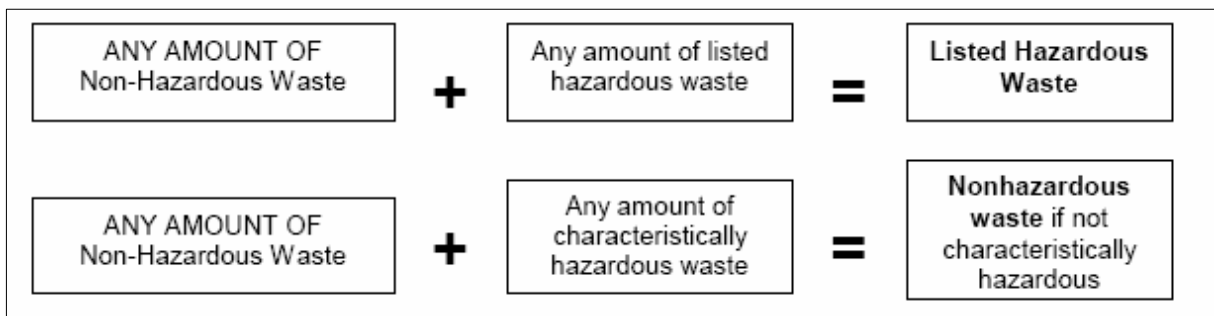 ANY AMOUNT OF
Non-Hazardous Waste
+
Any amount of listed
hazardous waste
=
Listed Hazardous
Waste
ANY AMOUNT OF
Non-Hazardous Waste
+
Any amount of
characteristically
hazardous waste
=
Nonhazardous
waste if not
characteristically
hazardous